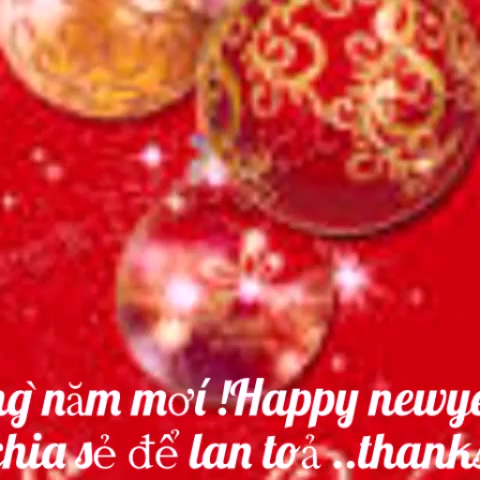 năm mơí !Happy
chia sẻ để lan toả ..thanks